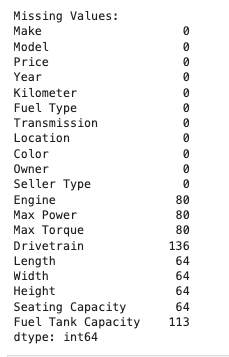 Missing Values:
Make 0
Model 0
Price 0
Year 0
Kilometer 0
Fuel Type 0
Transmission 0
Location 0
Color 0
Owner 0
Seller Type 0
Engine 80
Max Power 80
Max Torque 80
Drivetrain 136
Length 64
Width 64
Height 64
Seating Capacity 64
Fuel Tank Capacity 113
dtype: int64